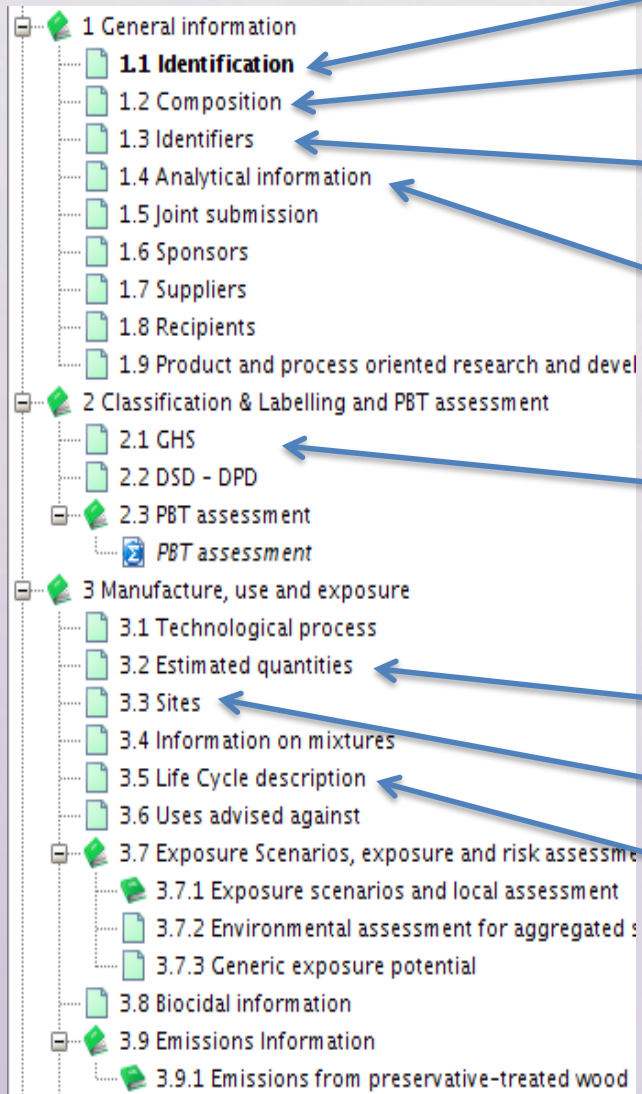 1 General information
1.1 Identification
1.2 Composition
1.3 Identifiers
1.4 Analytical information
1.5 Joint submission
1.6 Sponsors
1.7 Suppliers
1.8 Recipients
1.9 Product and process oriented research and devel
2 Classification & Labelling and PBT assessment
2.1 GHS
2.2 DSD - DPD
2.3 PBT assessment
PBT assessment
3 Manufacture, use and exposure
3.1 Technological process
3.2 Estimated quantities
3.3 Sites
3.4 Information on mixtures
3.5 Life Cycle description
3.6 Uses advised against
3.7 Exposure Scenarios, exposure and risk assessme
3.7.1 Exposure scenarios and local assessment
3.7.2 Environmental assessment for aggregated s
3.7.3 Generic exposure potential
3.8 Biocidal information
3.9 Emissions Information
3.9.1 Emissions from preservative-treated wood